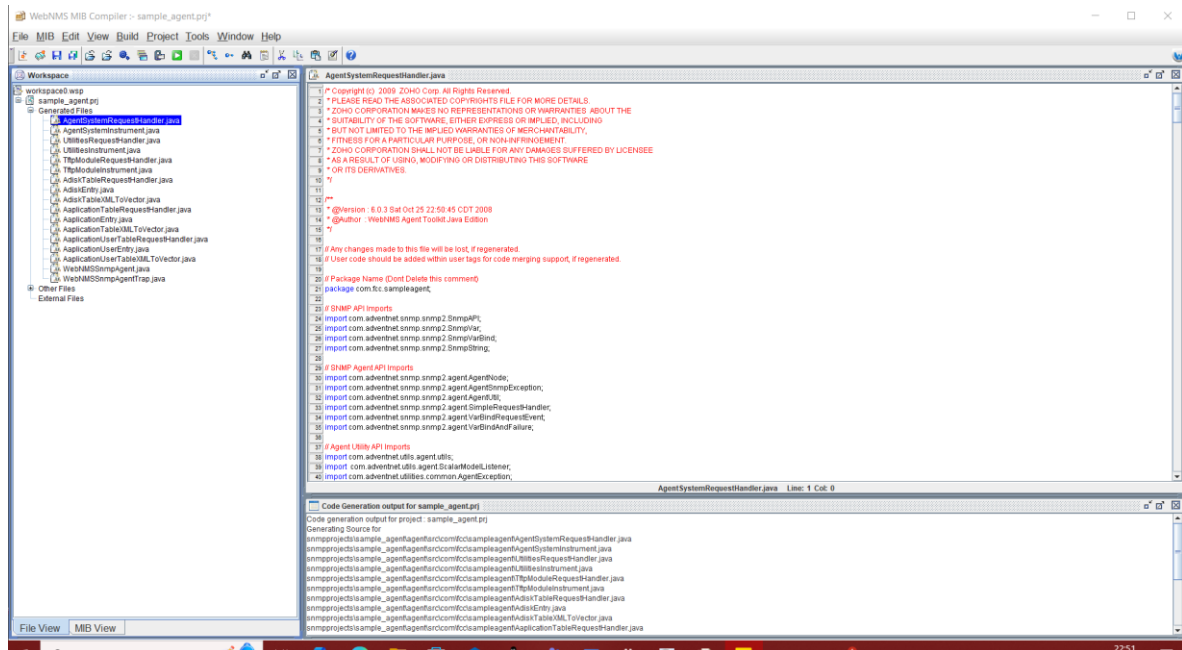 WebNMS MIB Compiler :- sample_agent.prj*
File MIB Edit View Build Project Tools Window Help
Workspace
workspace0.wsp
sample_agent.prj
Generated Files
AgentSystemRequestHandler.java
AgentSystemInstrument.java
UtilitiesRequestHandler.java
UtilitiesInstrument.java
TftpModuleRequestHandler.java
TftpModuleInstrument.java
AdiskTableRequestHandler.java
AdiskEntry.java
AdiskTableXMLToVector.java
AaplicationTableRequestHandler.java
AaplicationEntry.java
AaplicationTableXMLToVector.java
AaplicationUserTableRequestHandler.java
AaplicationUserEntry.java
AaplicationUserTableXMLToVector.java
WebNMSSnmpAgent.java
WebNMSSnmpAgentTrap.java
Other Files
External Files
File View MIB View
AgentSystemRequestHandler.java
1 /* Copyright (c) 2009. ZOHO Corp. All Rights Reserved.
2 * PLEASE READ THE ASSOCIATED COPYRIGHTS FILE FOR MORE DETAILS.
3 * ZOHO CORPORATION MAKES NO REPRESENTATIONS OR WARRANTIES ABOUT THE
4 * SUITABILITY OF THE SOFTWARE, EITHER EXPRESS OR IMPLIED, INCLUDING
5 * BUT NOT LIMITED TO THE IMPLIED WARRANTIES OF MERCHANTABILITY,
6 * FITNESS FOR A PARTICULAR PURPOSE, OR NON-INFRINGEMENT.
7 * ZOHO CORPORATION SHALL NOT BE LIABLE FOR ANY DAMAGES SUFFERED BY LICENSEE
8 * AS A RESULT OF USING, MODIFYING OR DISTRIBUTING THIS SOFTWARE
9 * OR ITS DERIVATIVES.
10 */
11
12 /**
13 * @Version : 6.0.3 Sat Oct 25 22:50:45 CDT 2008
14 * @Author : WebNMS Agent Toolkit Java Edition
15 */
16
17 // Any changes made to this file will be lost, if regenerated.
18 // User code should be added within user tags for code merging support, if regenerated.
19
20 // Package Name (Dont Delete this comment)
21 package com.fcc.sampleagent;
22
23 // SNMP API Imports
24 import com.adventnet.snmp.snmp2.SnmpAPI;
25 import com.adventnet.snmp.snmp2.SnmpVar;
26 import com.adventnet.snmp.snmp2.SnmpVarBind;
27 import com.adventnet.snmp.snmp2.SnmpString;
28
29 // SNMP Agent API Imports
30 import com.adventnet.snmp.snmp2.agent.AgentNode;
31 import com.adventnet.snmp.snmp2.agent.AgentSnmpException;
32 import com.adventnet.snmp.snmp2.agent.AgentUtil;
33 import com.adventnet.snmp.snmp2.agent.SimpleRequestHandler;
34 import com.adventnet.snmp.snmp2.agent.VarBindRequestEvent;
35 import com.adventnet.snmp.snmp2.agent.VarBindAndFailure;
36
37 // Agent Utility API Imports
38 import com.adventnet.utils.agent.utils;
39 import com.adventnet.utils.agent.ScalarModelListener;
40 import com.adventnet.utilities.common.AgentException;
AgentSystemRequestHandler.java Line: 1 Col: 0
Code Generation output for sample_agent.prj
Code generation output for project : sample_agent.prj
Generating Source for
snmpprojects\sample_agent\agent\src\com\fcc\sampleagent\AgentSystemRequestHandler.java
snmpprojects\sample_agent\agent\src\com\fcc\sampleagent\AgentSystemInstrument.java
snmpprojects\sample_agent\agent\src\com\fcc\sampleagent\UtilitiesRequestHandler.java
snmpprojects\sample_agent\agent\src\com\fcc\sampleagent\UtilitiesInstrument.java
snmpprojects\sample_agent\agent\src\com\fcc\sampleagent\TftpModuleRequestHandler.java
snmpprojects\sample_agent\agent\src\com\fcc\sampleagent\TftpModuleInstrument.java
snmpprojects\sample_agent\agent\src\com\fcc\sampleagent\AdiskTableRequestHandler.java
snmpprojects\sample_agent\agent\src\com\fcc\sampleagent\AdiskEntry.java
snmpprojects\sample_agent\agent\src\com\fcc\sampleagent\AdiskTableXMLToVector.java
snmpprojects\sample_agent\agent\src\com\fcc\sampleagent\AaplicationTableRequestHandler.java
22:51